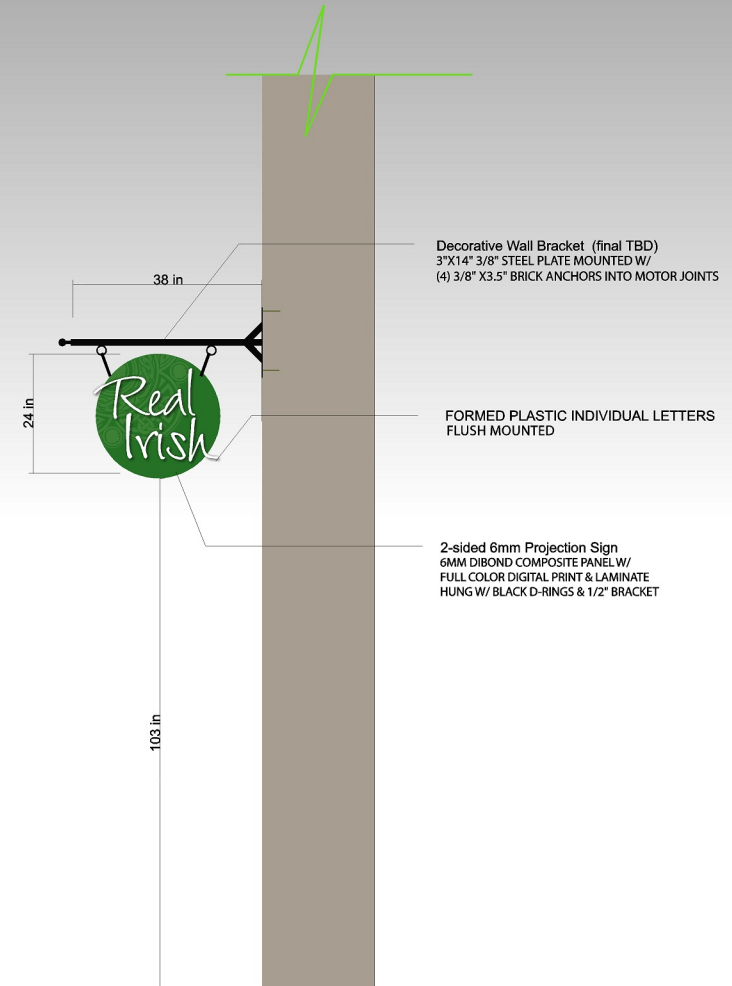 Decorative Wall Bracket (final TBD)
3"X14" 3/8" STEEL PLATE MOUNTED W/
(4) 3/8" X3.5" BRICK ANCHORS INTO MOTOR JOINTS
38 in
24 in
Real
Irish
FORMED PLASTIC INDIVIDUAL LETTERS
FLUSH MOUNTED
2-sided 6mm Projection Sign
6MM DIBOND COMPOSITE PANEL W/
FULL COLOR DIGITAL PRINT & LAMINATE
HUNG W/ BLACK D-RINGS & 1/2" BRACKET
103 in